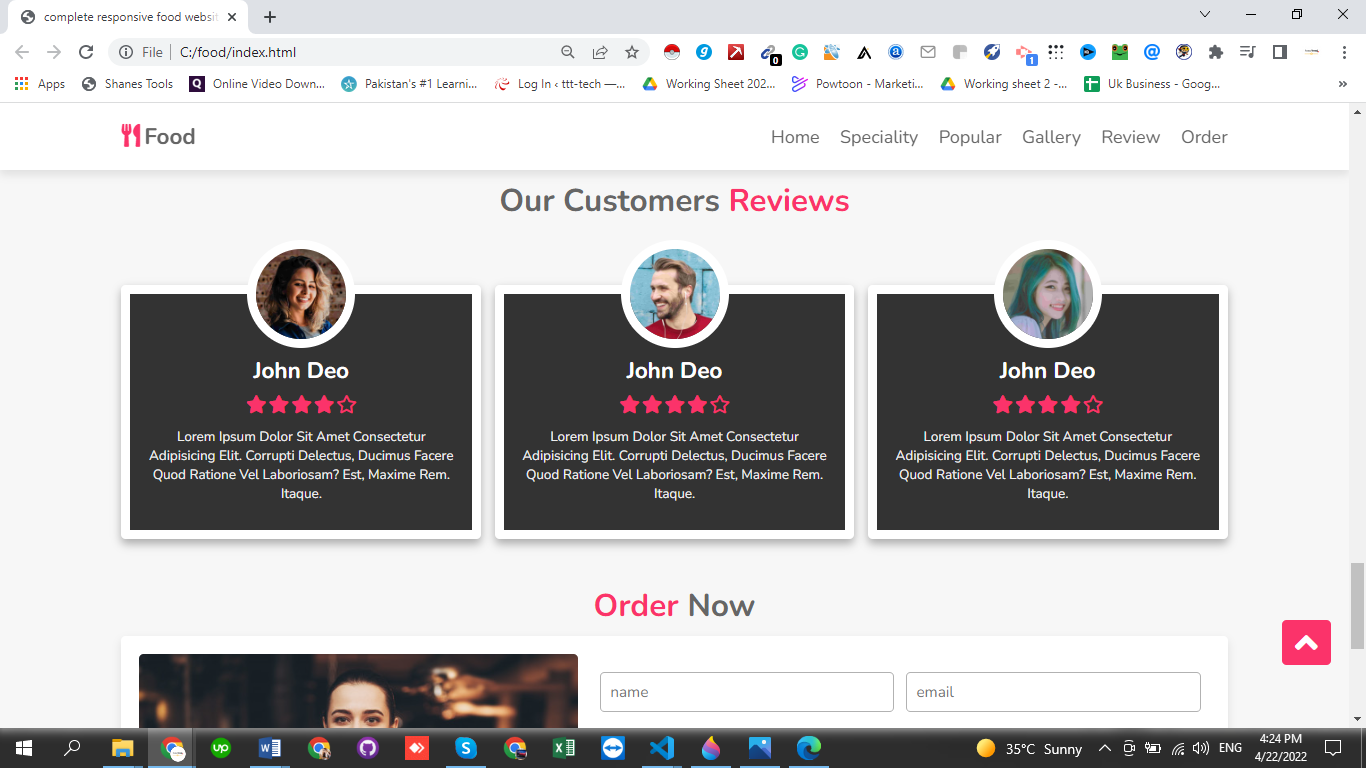 complete responsive food websit
File
C:/food/index.html
0
1
Apps
Shanes Tools
Online Video Down...
Pakistan's #1 Learni...
Log In ‹ ttt-tech —...
Working Sheet 202...
Powtoon - Marketi...
Working sheet 2 -...
Uk Business - Goog...
»
Food
Home Speciality Popular Gallery Review Order
Our Customers Reviews
John Deo
Lorem Ipsum Dolor Sit Amet Consectetur
Adipisicing Elit. Corrupti Delectus, Ducimus Facere
Quod Ratione Vel Laboriosam? Est, Maxime Rem.
Itaque.
John Deo
Lorem Ipsum Dolor Sit Amet Consectetur
Adipisicing Elit. Corrupti Delectus, Ducimus Facere
Quod Ratione Vel Laboriosam? Est, Maxime Rem.
Itaque.
John Deo
Lorem Ipsum Dolor Sit Amet Consectetur
Adipisicing Elit. Corrupti Delectus, Ducimus Facere
Quod Ratione Vel Laboriosam? Est, Maxime Rem.
Itaque.
Order Now
name
email
35°C Sunny
ENG
4:24 PM
4/22/2022